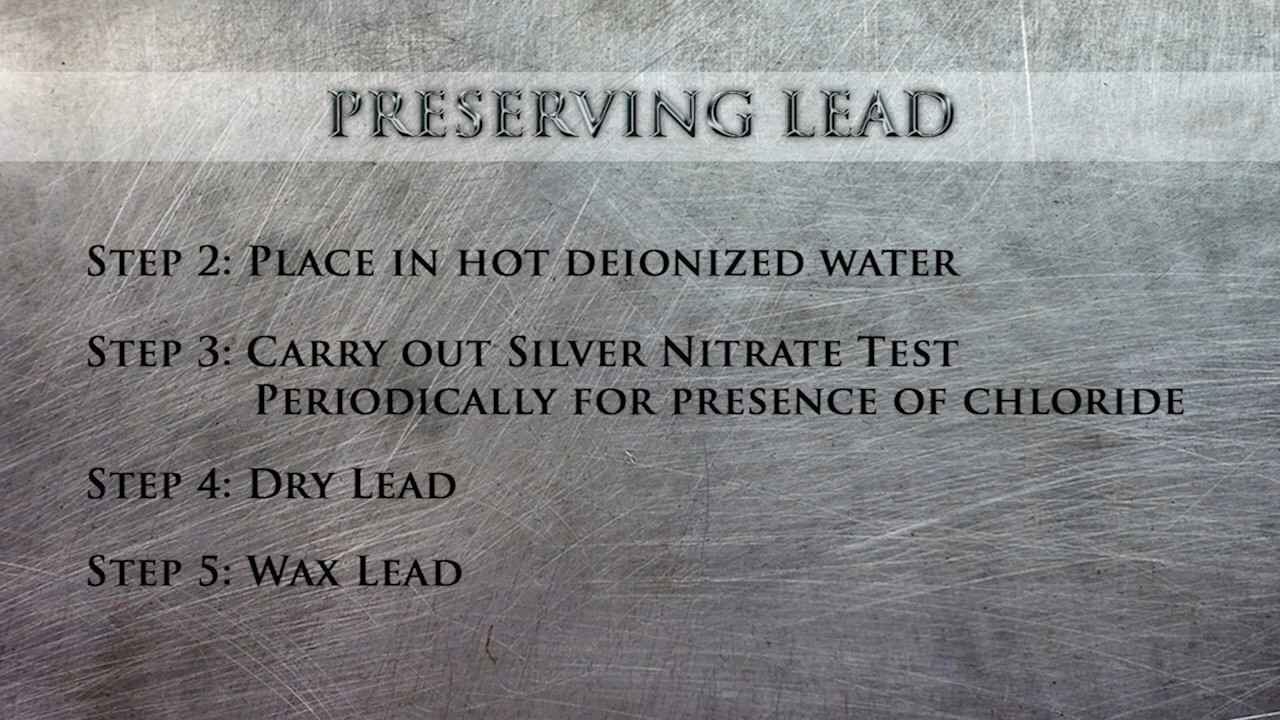 PRESERVING LEAD
STEP 2: PLACE IN HOT DEIONIZED WATER
STEP 3: CARRY OUT SILVER NITRATE TEST
PERIODICALLY FOR PRESENCE OF CHLORIDE
STEP 4: DRY LEAD
STEP 5: WAX LEAD